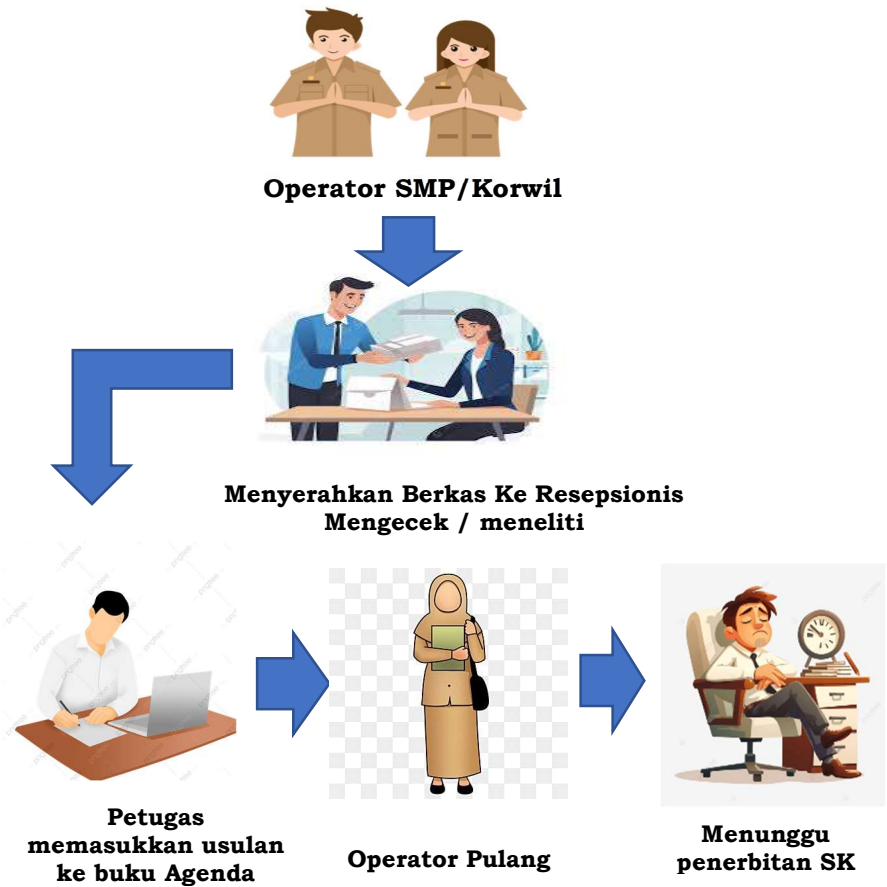 Operator SMP/Korwil
Menyerahkan Berkas Ke Resepsionis
Mengecek / meneliti
Petugas
memasukkan usulan
ke buku Agenda
Operator Pulang
Menunggu
penerbitan SK